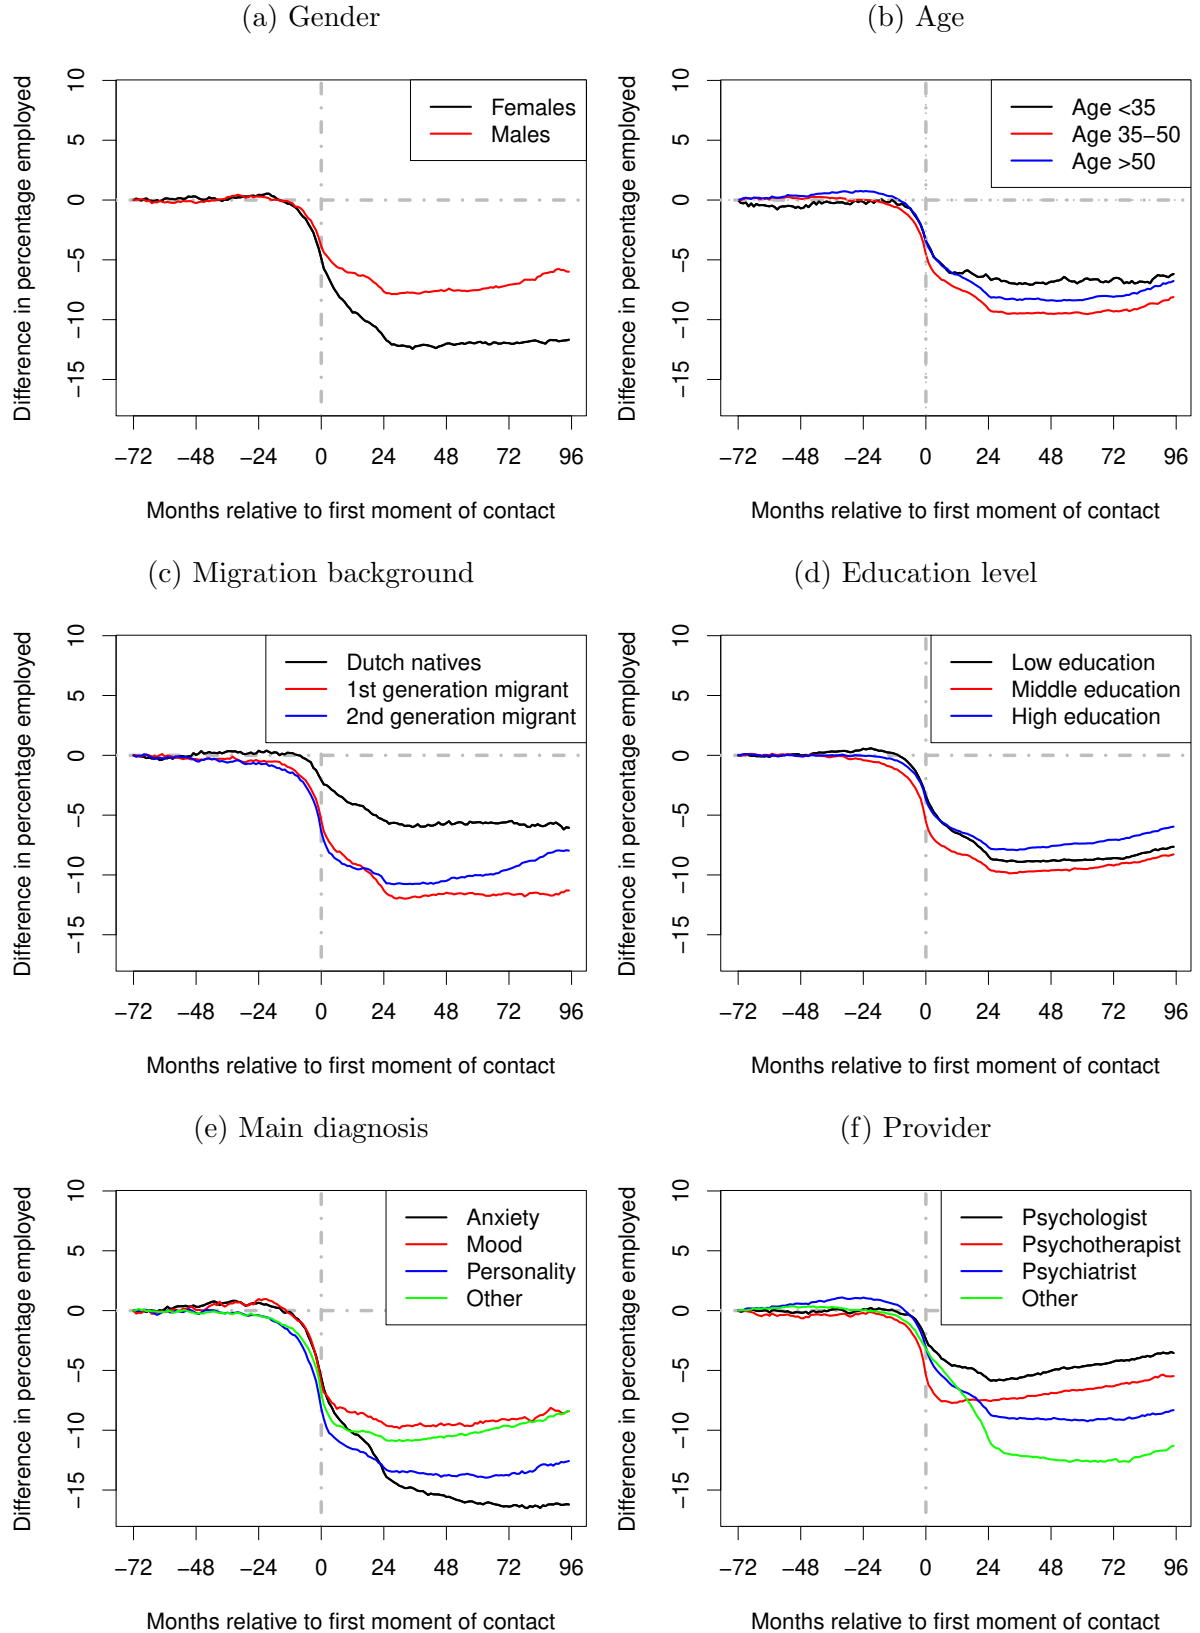 (a) Gender
Difference in percentage employed
10
5
0
−5
−10
−15
Females
Males
−72 −48 −24 0 24 48 72 96
Months relative to first moment of contact
(b) Age
Difference in percentage employed
10
5
0
−5
−10
−15
Age <35
Age 35−50
Age >50
−72 −48 −24 0 24 48 72 96
Months relative to first moment of contact
(c) Migration background
Difference in percentage employed
10
5
0
−5
−10
−15
Dutch natives
1st generation migrant
2nd generation migrant
−72 −48 −24 0 24 48 72 96
Months relative to first moment of contact
(d) Education level
Difference in percentage employed
10
5
0
−5
−10
−15
Low education
Middle education
High education
−72 −48 −24 0 24 48 72 96
Months relative to first moment of contact
(e) Main diagnosis
Difference in percentage employed
10
5
0
−5
−10
−15
Anxiety
Mood
Personality
Other
−72 −48 −24 0 24 48 72 96
Months relative to first moment of contact
(f) Provider
Difference in percentage employed
10
5
0
−5
−10
−15
Psychologist
Psychotherapist
Psychiatrist
Other
−72 −48 −24 0 24 48 72 96
Months relative to first moment of contact